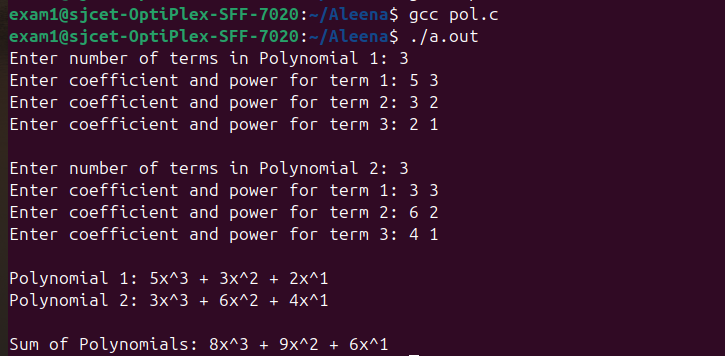 exam1@sjcet-OptiPlex-SFF-7020:~/Aleena$ gcc pol.c
exam1@sjcet-OptiPlex-SFF-7020:~/Aleena$ ./a.out
Enter number of terms in Polynomial 1: 3
Enter coefficient and power for term 1: 5 3
Enter coefficient and power for term 2: 3 2
Enter coefficient and power for term 3: 2 1
Enter number of terms in Polynomial 2: 3
Enter coefficient and power for term 1: 3 3
Enter coefficient and power for term 2: 6 2
Enter coefficient and power for term 3: 4 1
Polynomial 1: 5x^3 + 3x^2 + 2x^1
Polynomial 2: 3x^3 + 6x^2 + 4x^1
Sum of Polynomials: 8x^3 + 9x^2 + 6x^1